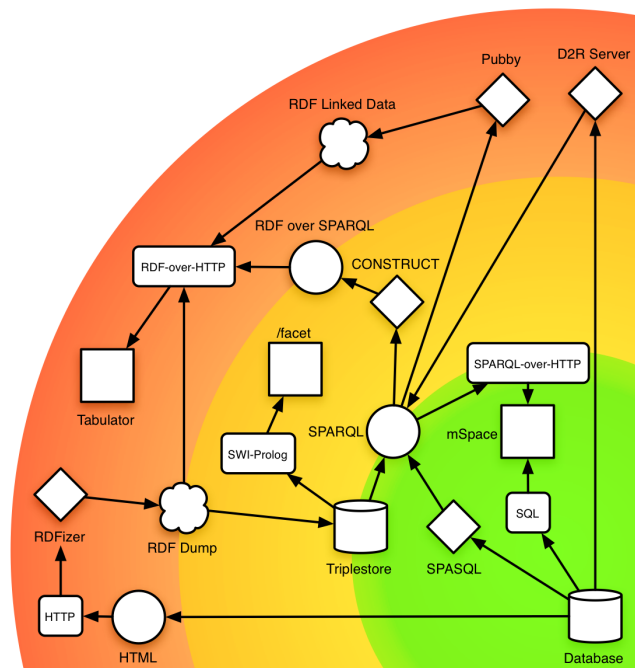 Pubby
D2R Server
RDF Linked Data
RDF over SPARQL
RDF-over-HTTP
CONSTRUCT
/facet
SPARQL-over-HTTP
Tabulator
SPARQL
mSpace
SWI-Prolog
SQL
RDFizer
RDF Dump
Triplestore
SPASQL
HTTP
HTML
Database